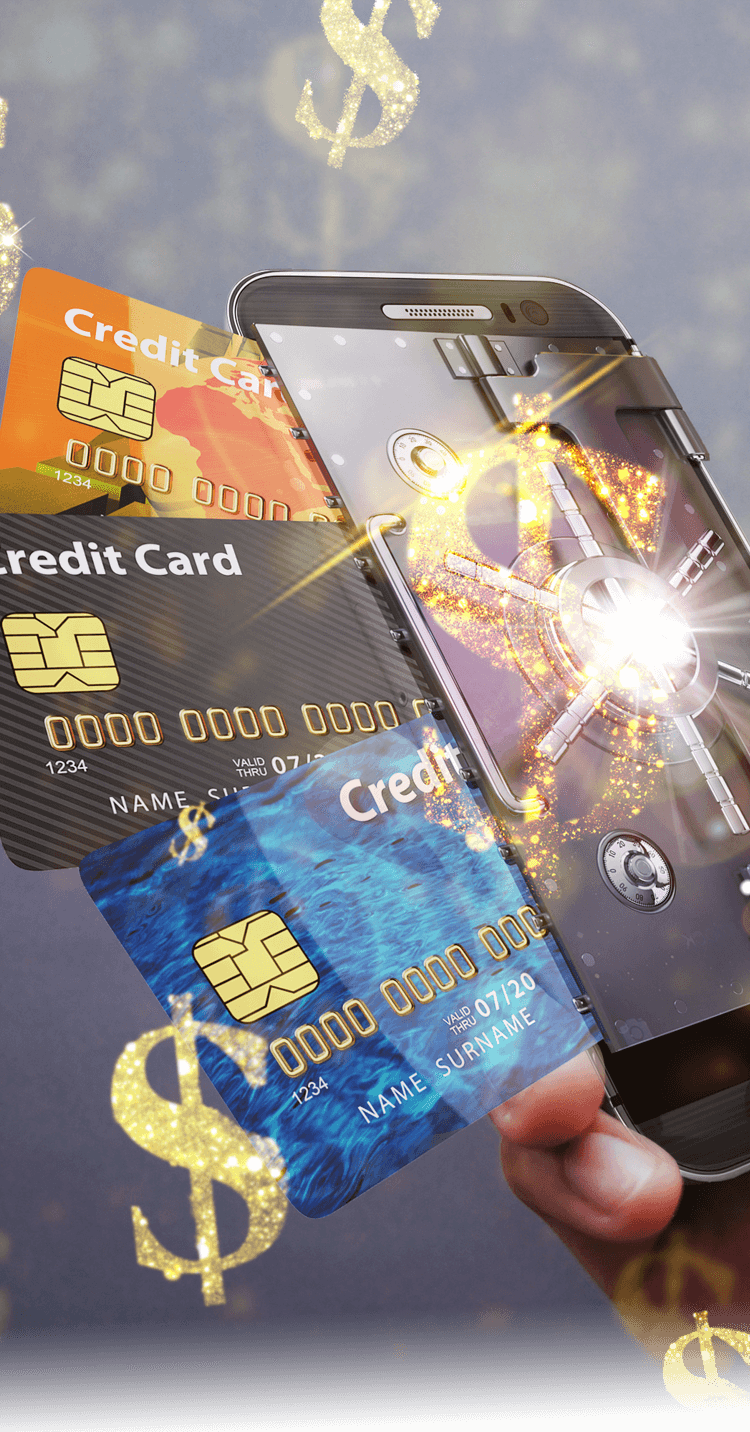 Credit Car
0000 0000
1234
Credit Card
0000 0000 0000
1234
VALID
THRU 07/2
NAME SU
Credit
0000 0000 000
1234
VALID
THRU 07/20
NAME SURNAME